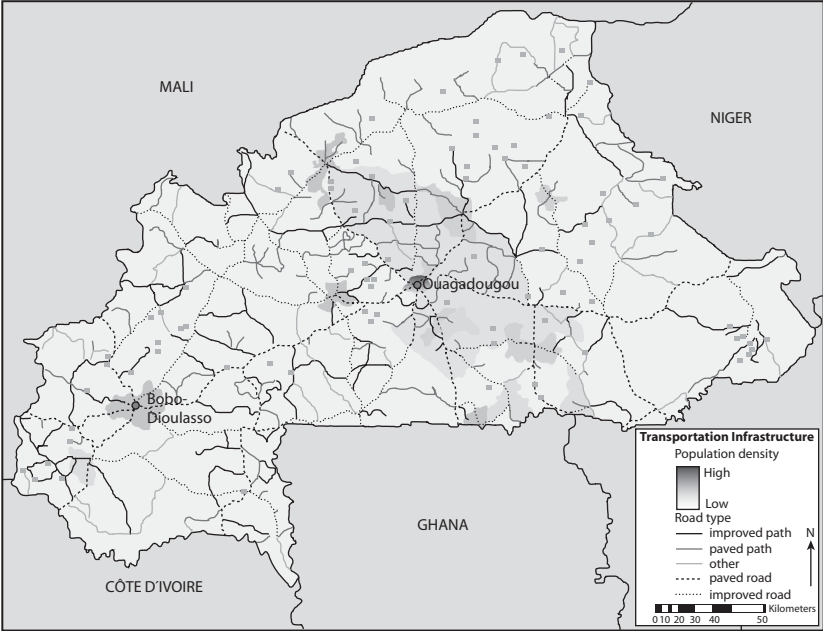 MALI
NIGER
Ouagadougou
Bobo-
Dioulasso
GHANA
CÔTE D'IVOIRE
Transportation Infrastructure
Population density
High
Low
Road type
improved path
paved path
other
paved road
improved road
N
Kilometers
0 10 20 30 40 50